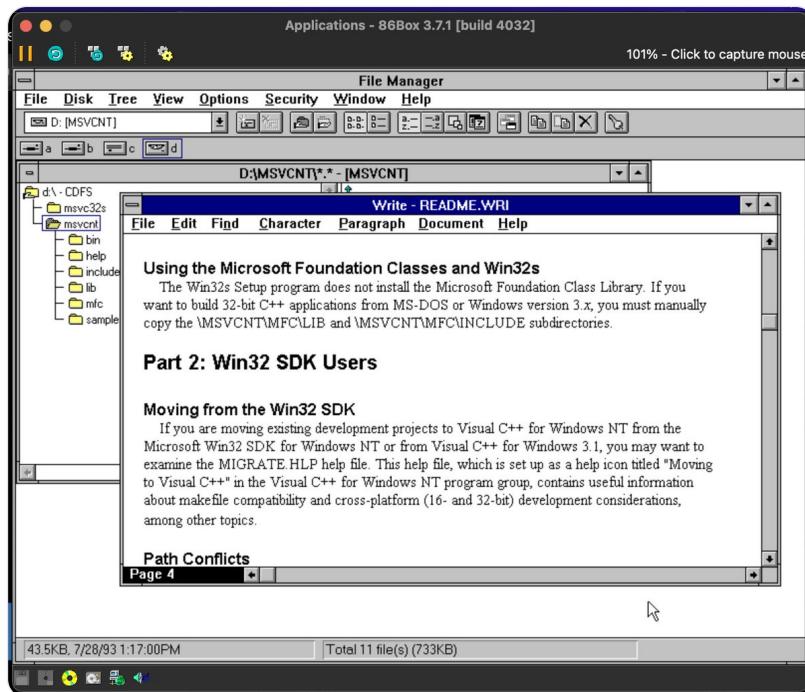 Applications - 86Box 3.7.1 [build 4032]
101% - Click to capture mouse
File Manager
File Disk Tree View Options Security Window Help
D: [MSVCNT]
a b c d
D:\MSVCNT\*.* - [MSVCNT]
d:\ - CDFS
msvc32s
msvcnt
bin
help
include
lib
mfc
sample
Write - README.WRI
File Edit Find Character Paragraph Document Help
Using the Microsoft Foundation Classes and Win32s
The Win32s Setup program does not install the Microsoft Foundation Class Library. If you
want to build 32-bit C++ applications from MS-DOS or Windows version 3.x, you must manually
copy the \MSVCNT\MFC\LIB and \MSVCNT\MFC\INCLUDE subdirectories.
Part 2: Win32 SDK Users
Moving from the Win32 SDK
If you are moving existing development projects to Visual C++ for Windows NT from the
Microsoft Win32 SDK for Windows NT or from Visual C++ for Windows 3.1, you may want to
examine the MIGRATE.HLP help file. This help file, which is set up as a help icon titled "Moving
to Visual C++" in the Visual C++ for Windows NT program group, contains useful information
about makefile compatibility and cross-platform (16- and 32-bit) development considerations,
among other topics.
Path Conflicts
Page 4
43.5KB, 7/28/93 1:17:00PM
Total 11 file(s) (733KB)